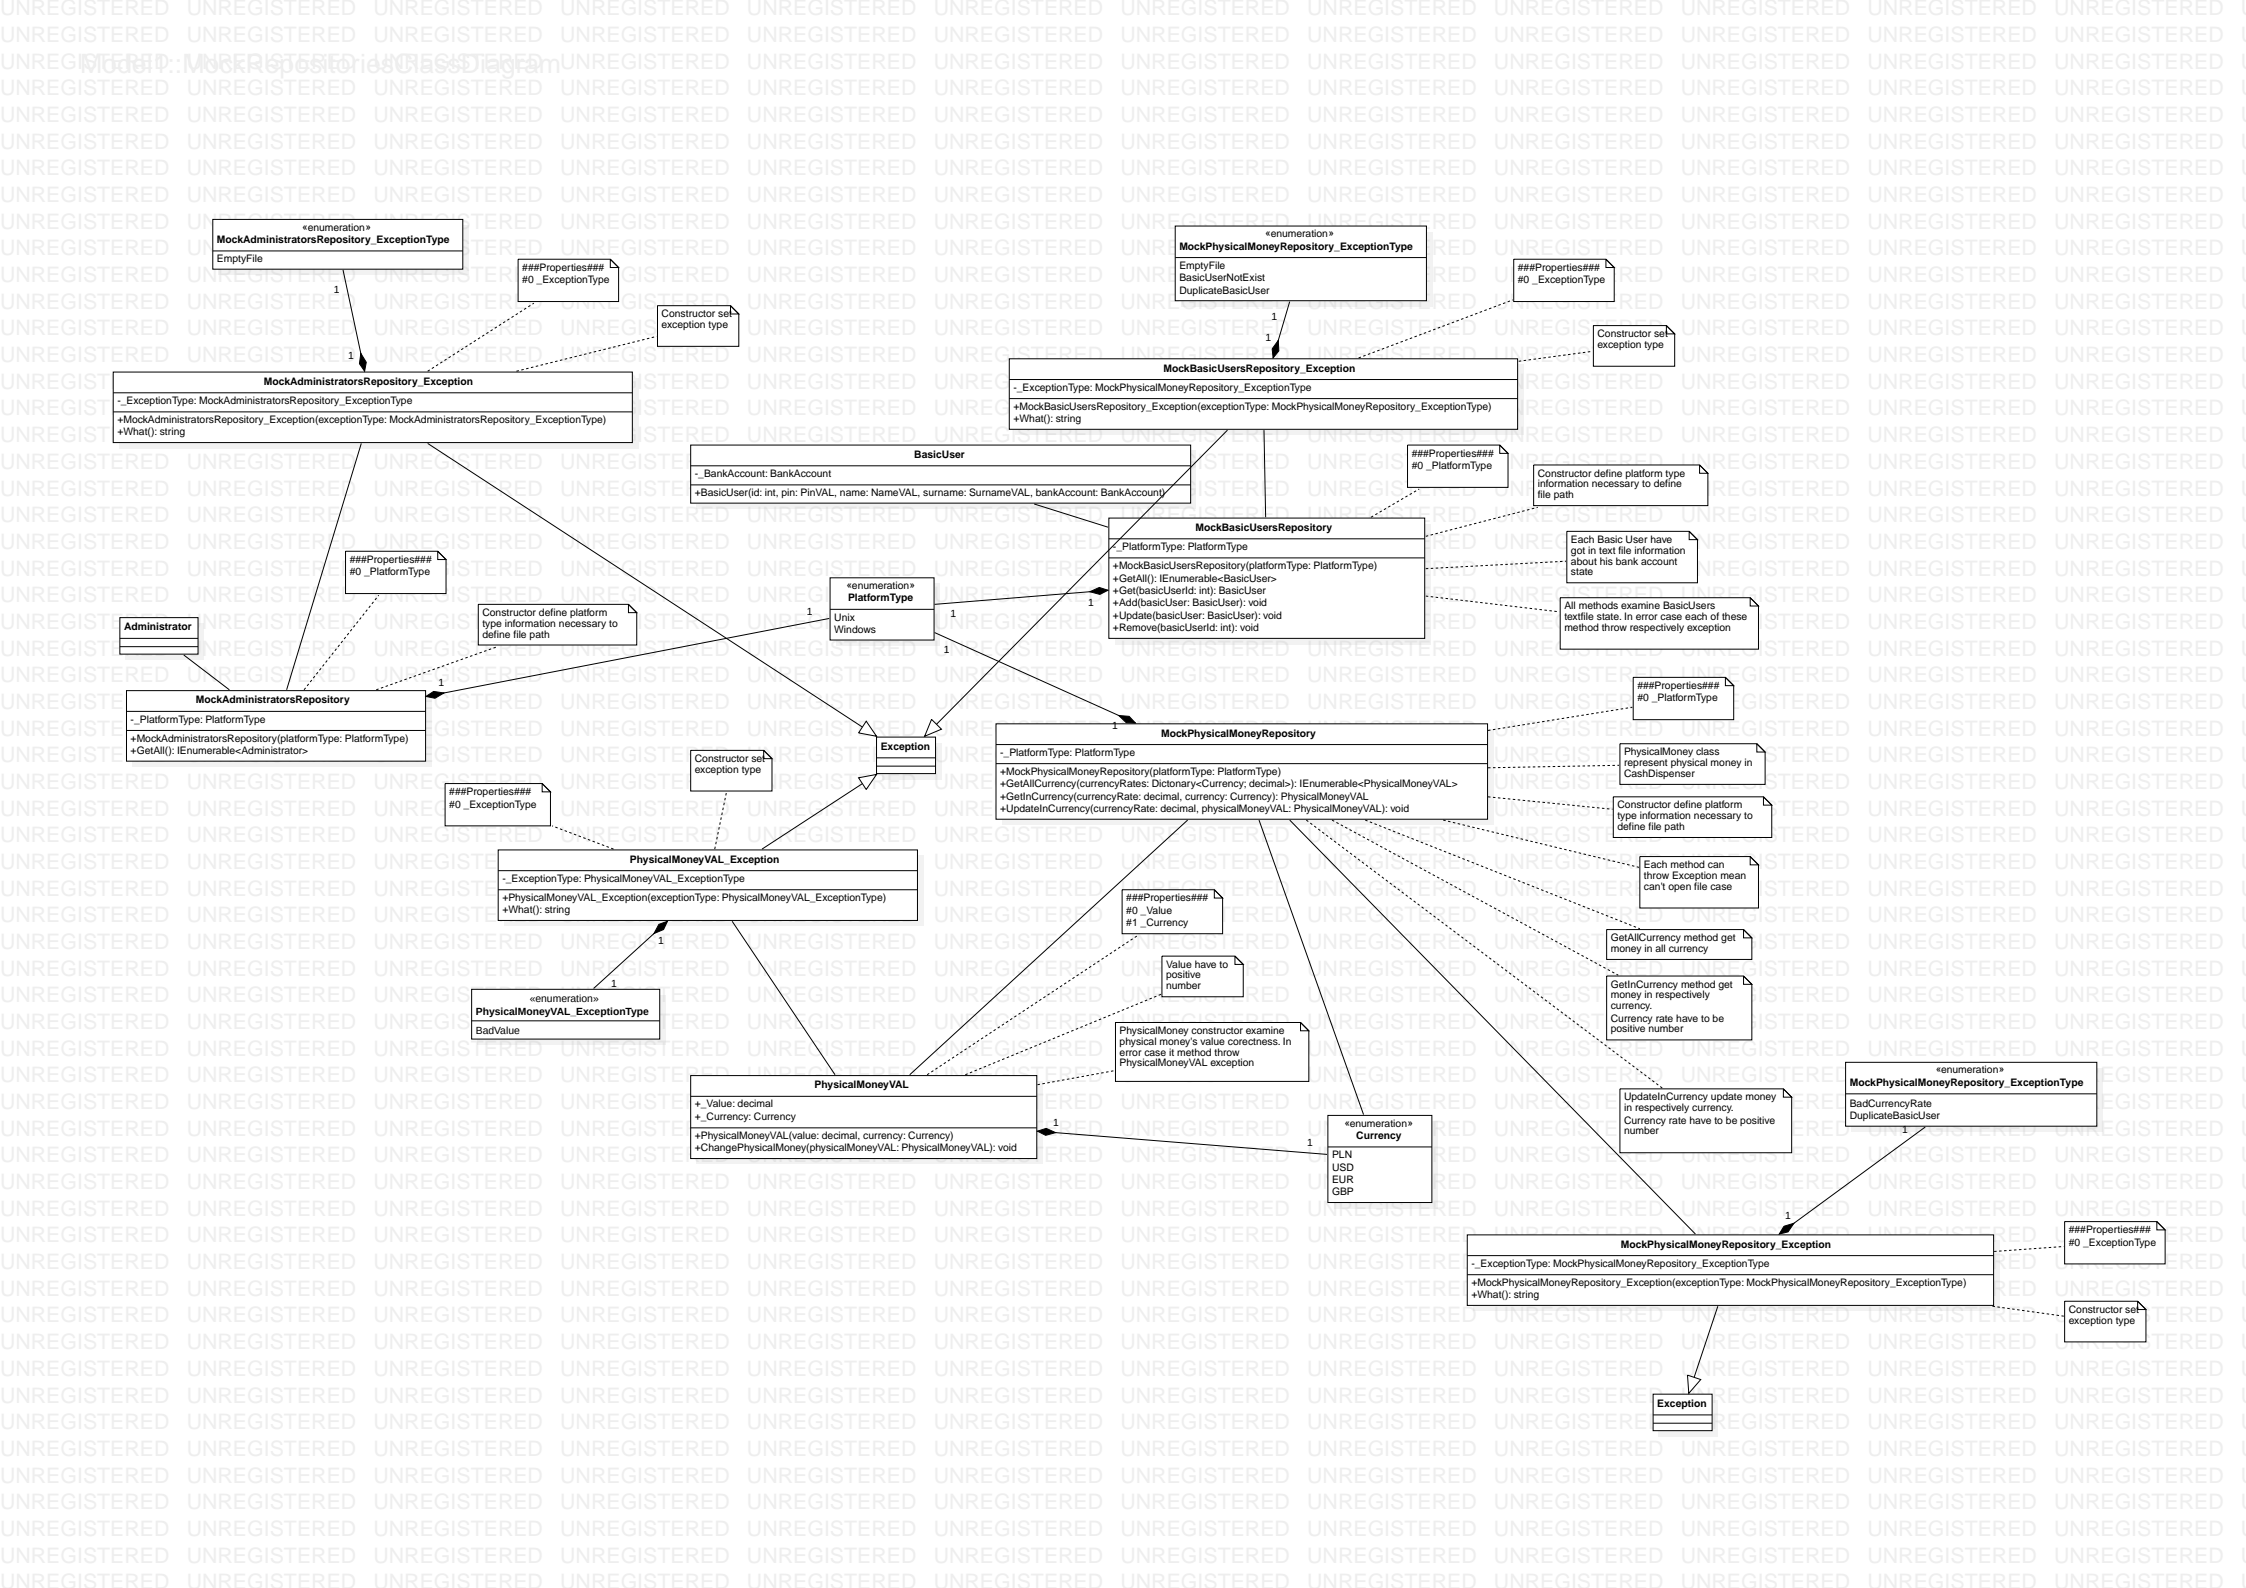 Model1::MockRepositoriesClassDiagram
«enumeration»
MockAdministratorsRepository_ExceptionType
EmptyFile
###Properties###
#0 _ExceptionType
Constructor set
exception type
1
1
MockAdministratorsRepository_Exception
-_ExceptionType: MockAdministratorsRepository_ExceptionType
+MockAdministratorsRepository_Exception(exceptionType: MockAdministratorsRepository_ExceptionType)
+What(): string
«enumeration»
MockPhysicalMoneyRepository_ExceptionType
EmptyFile
BasicUserNotExist
DuplicateBasicUser
###Properties###
#0 _ExceptionType
Constructor set
exception type
1
1
MockBasicUsersRepository_Exception
-_ExceptionType: MockPhysicalMoneyRepository_ExceptionType
+MockBasicUsersRepository_Exception(exceptionType: MockPhysicalMoneyRepository_ExceptionType)
+What(): string
BasicUser
-_BankAccount: BankAccount
+BasicUser(id: int, pin: PinVAL, name: NameVAL, surname: SurnameVAL, bankAccount: BankAccount)
###Properties###
#0 _PlatformType
Constructor define platform type
information necessary to define
file path
MockBasicUsersRepository
-_PlatformType: PlatformType
+MockBasicUsersRepository(platformType: PlatformType)
+GetAll(): IEnumerable<BasicUser>
+Get(basicUserId: int): BasicUser
+Add(basicUser: BasicUser): void
+Update(basicUser: BasicUser): void
+Remove(basicUserId: int): void
Each Basic User have
got in text file information
about his bank account
state
All methods examine BasicUsers
textfile state. In error case each of these
method throw respectively exception
###Properties###
#0 _PlatformType
Constructor define platform
type information necessary to
define file path
Administrator
«enumeration»
PlatformType
Unix
Windows
1
1
1
1
1
1
MockAdministratorsRepository
-_PlatformType: PlatformType
+MockAdministratorsRepository(platformType: PlatformType)
+GetAll(): IEnumerable<Administrator>
Exception
MockPhysicalMoneyRepository
-_PlatformType: PlatformType
+MockPhysicalMoneyRepository(platformType: PlatformType)
+GetAllCurrency(currencyRates: Dictonary<Currency; decimal>): IEnumerable<PhysicalMoneyVAL>
+GetInCurrency(currencyRate: decimal, currency: Currency): PhysicalMoneyVAL
+UpdateInCurrency(currencyRate: decimal, physicalMoneyVAL: PhysicalMoneyVAL): void
###Properties###
#0 _PlatformType
PhysicalMoney class
represent physical money in
CashDispenser
Constructor define platform
type information necessary to
define file path
Each method can
throw Exception mean
can't open file case
GetAllCurrency method get
money in all currency
GetInCurrency method get
money in respectively
currency.
Currency rate have to be
positive number
UpdateInCurrency update money
in respectively currency.
Currency rate have to be positive
number
Constructor set
exception type
###Properties###
#0 _ExceptionType
PhysicalMoneyVAL_Exception
-_ExceptionType: PhysicalMoneyVAL_ExceptionType
+PhysicalMoneyVAL_Exception(exceptionType: PhysicalMoneyVAL_ExceptionType)
+What(): string
1
1
«enumeration»
PhysicalMoneyVAL_ExceptionType
BadValue
###Properties###
#0 _Value
#1 _Currency
Value have to
positive
number
PhysicalMoney constructor examine
physical money's value corectness. In
error case it method throw
PhysicalMoneyVAL exception
PhysicalMoneyVAL
+_Value: decimal
+_Currency: Currency
+PhysicalMoneyVAL(value: decimal, currency: Currency)
+ChangePhysicalMoney(physicalMoneyVAL: PhysicalMoneyVAL): void
1
1
«enumeration»
Currency
PLN
USD
EUR
GBP
«enumeration»
MockPhysicalMoneyRepository_ExceptionType
BadCurrencyRate
DuplicateBasicUser
1
1
MockPhysicalMoneyRepository_Exception
-_ExceptionType: MockPhysicalMoneyRepository_ExceptionType
+MockPhysicalMoneyRepository_Exception(exceptionType: MockPhysicalMoneyRepository_ExceptionType)
+What(): string
###Properties###
#0 _ExceptionType
Constructor set
exception type
Exception
UNREGISTERED